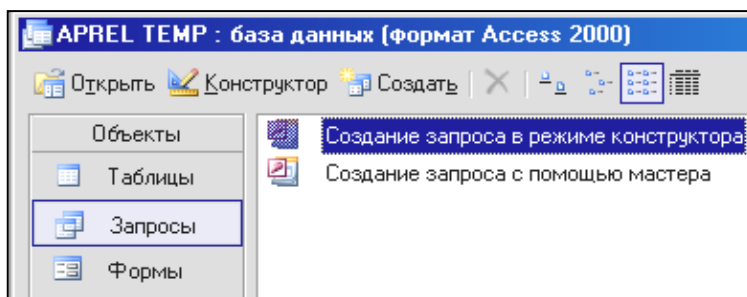 APREL TEMP : база данных (формат Access 2000)
Открыть Конструктор Создать
Объекты
Создание запроса в режиме конструктора
Таблицы
Создание запроса с помощью мастера
Запросы
Формы